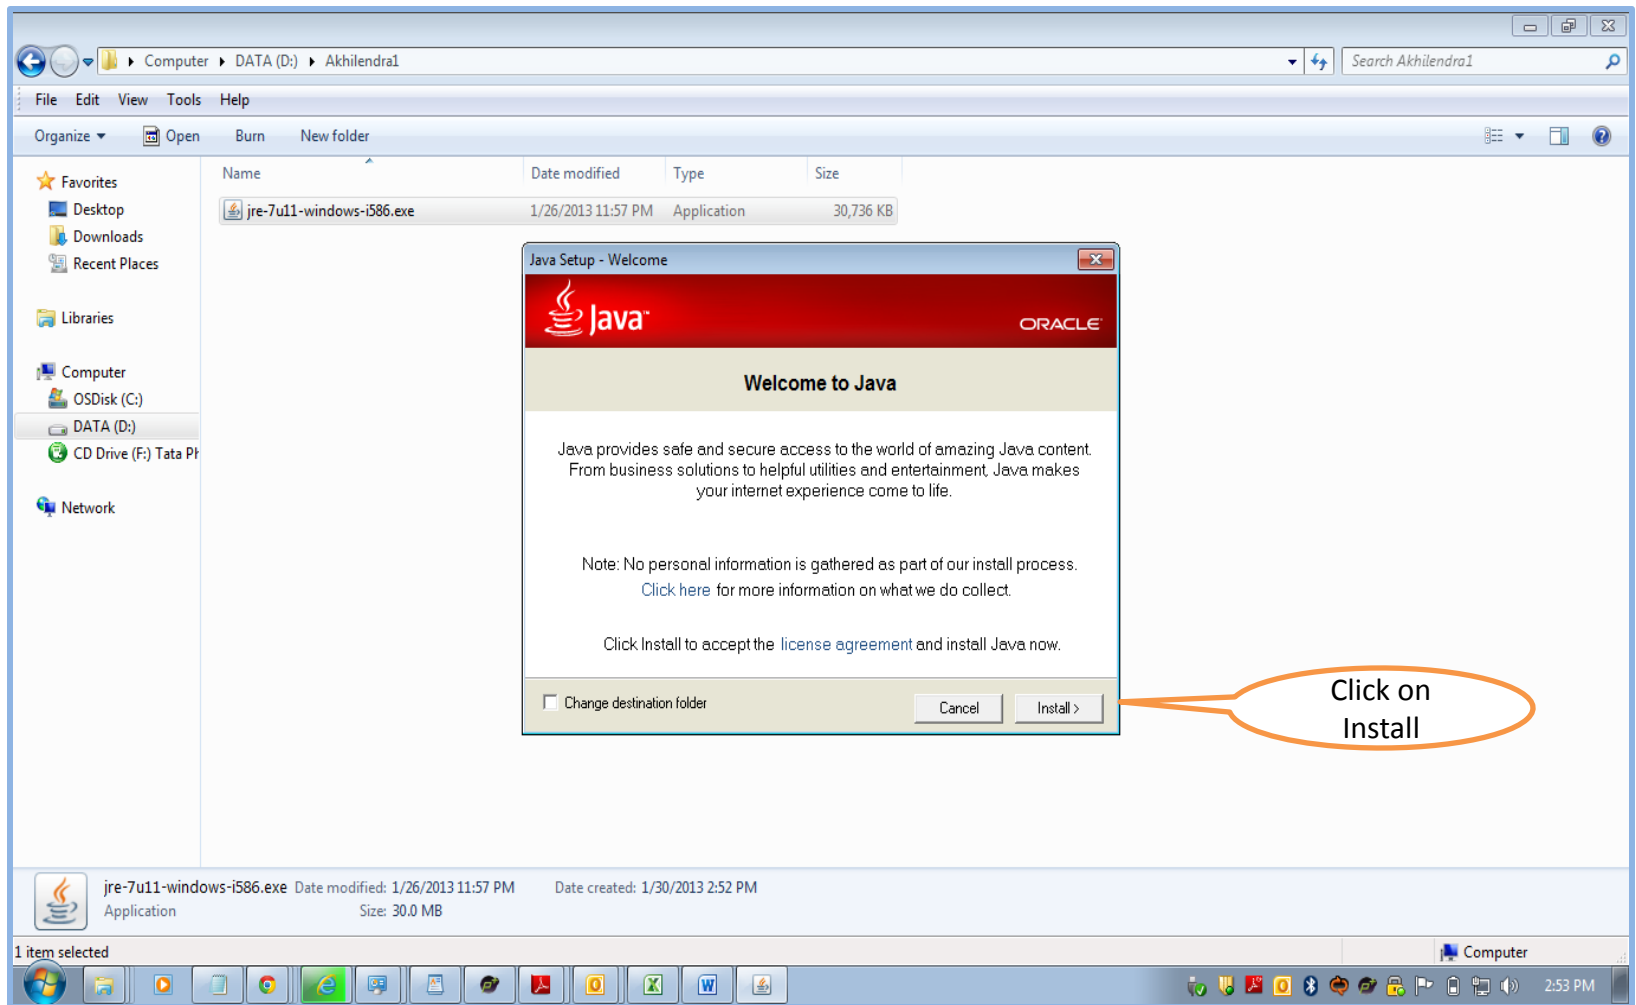 Computer ▸ DATA (D:) ▸ Akhilendra1
Search Akhilendra1
File Edit View Tools Help
Organize Open Burn New folder
Name Date modified Type Size
jre-7u11-windows-i586.exe 1/26/2013 11:57 PM Application 30,736 KB
Favorites
Desktop
Downloads
Recent Places
Libraries
Computer
OSDisk (C:)
DATA (D:)
CD Drive (F:) Tata Ph
Network
Java Setup - Welcome
Java™
ORACLE
Welcome to Java
Java provides safe and secure access to the world of amazing Java content.
From business solutions to helpful utilities and entertainment, Java makes
your internet experience come to life.
Note: No personal information is gathered as part of our install process.
Click here for more information on what we do collect.
Click Install to accept the license agreement and install Java now.
Change destination folder
Cancel
Install >
Click on
Install
jre-7u11-windows-i586.exe Date modified: 1/26/2013 11:57 PM Date created: 1/30/2013 2:52 PM
Application Size: 30.0 MB
1 item selected
Computer
2:53 PM